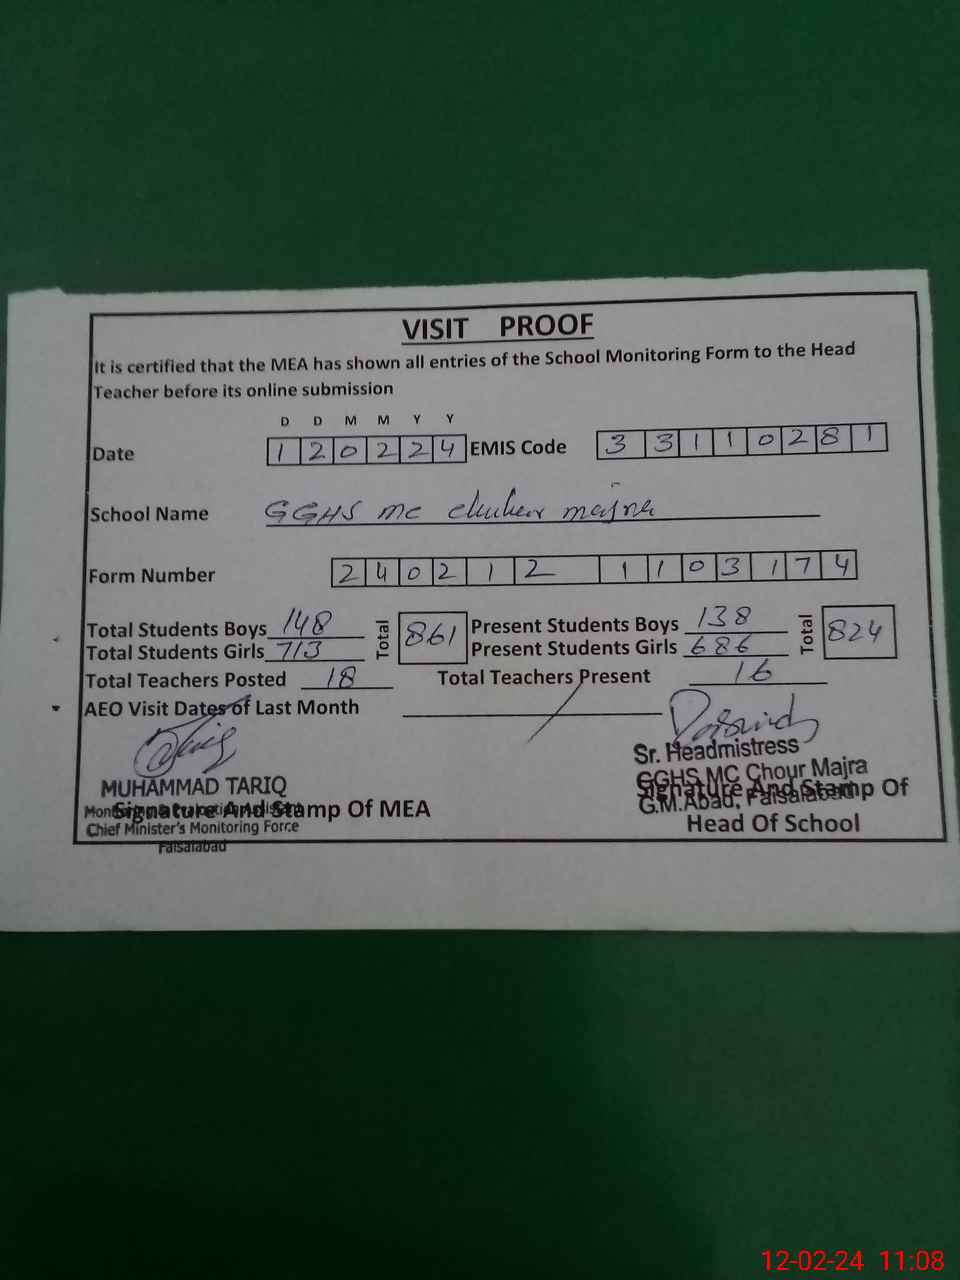 VISIT PROOF
It is certified that the MEA has shown all entries of the School Monitoring Form to the Head
Teacher before its online submission
D D M M Y Y
Date 1 2 0 2 2 4 EMIS Code 3 3 1 1 0 2 8 1
School Name GGHS mc
Form Number 2 4 0 2 1 2 1 1 0 3 1 7 4
Total Students Boys 148 Total 861 Present Students Boys 138 Total 824
Total Students Girls 713 Present Students Girls 686
Total Teachers Posted 18 Total Teachers Present 16
AEO Visit Dates of Last Month
Sr. Headmistress
MUHAMMAD TARIQ GGHS MC Chour Majra
Signature And Stamp Of MEA Signature And Stamp Of
G.M.Abad, Faisalabad
Chief Minister's Monitoring Force Head Of School
Faisalabad
12-02-24 11:08